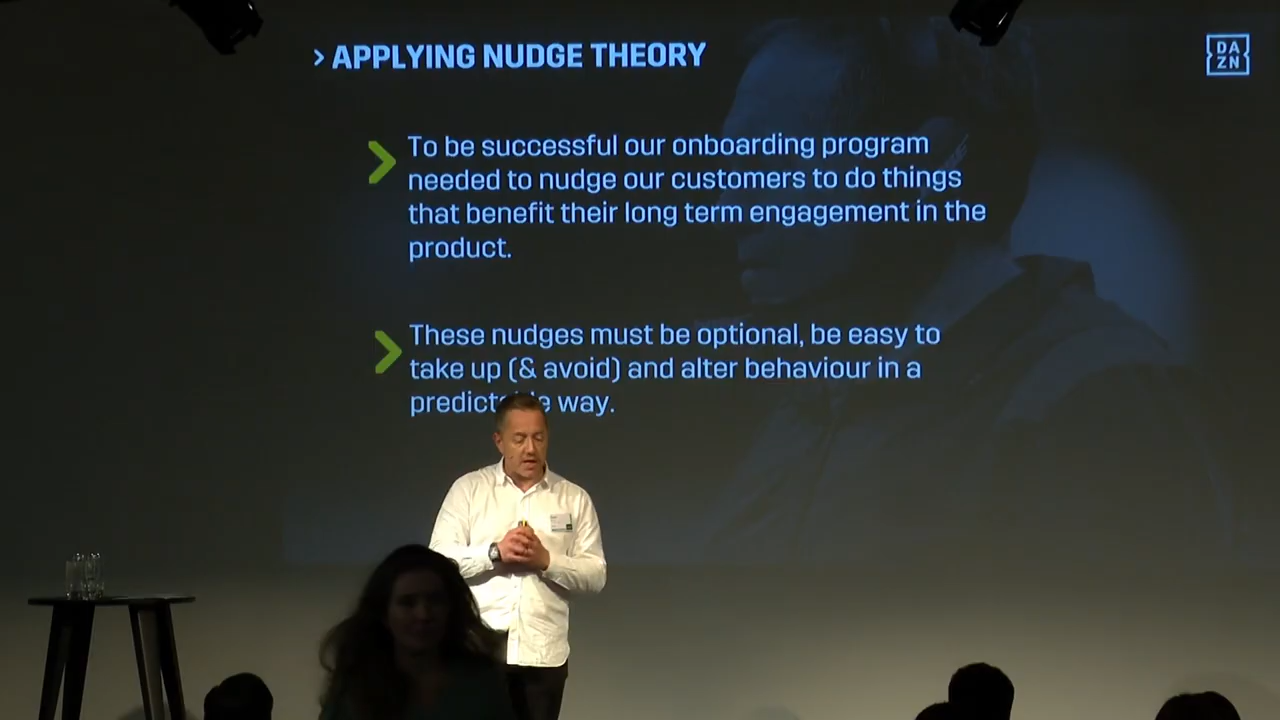 > APPLYING NUDGE THEORY
DA
ZN
To be successful our onboarding program
needed to nudge our customers to do things
that benefit their long term engagement in the
product.
These nudges must be optional, be easy to
take up (& avoid) and alter behaviour in a
way.